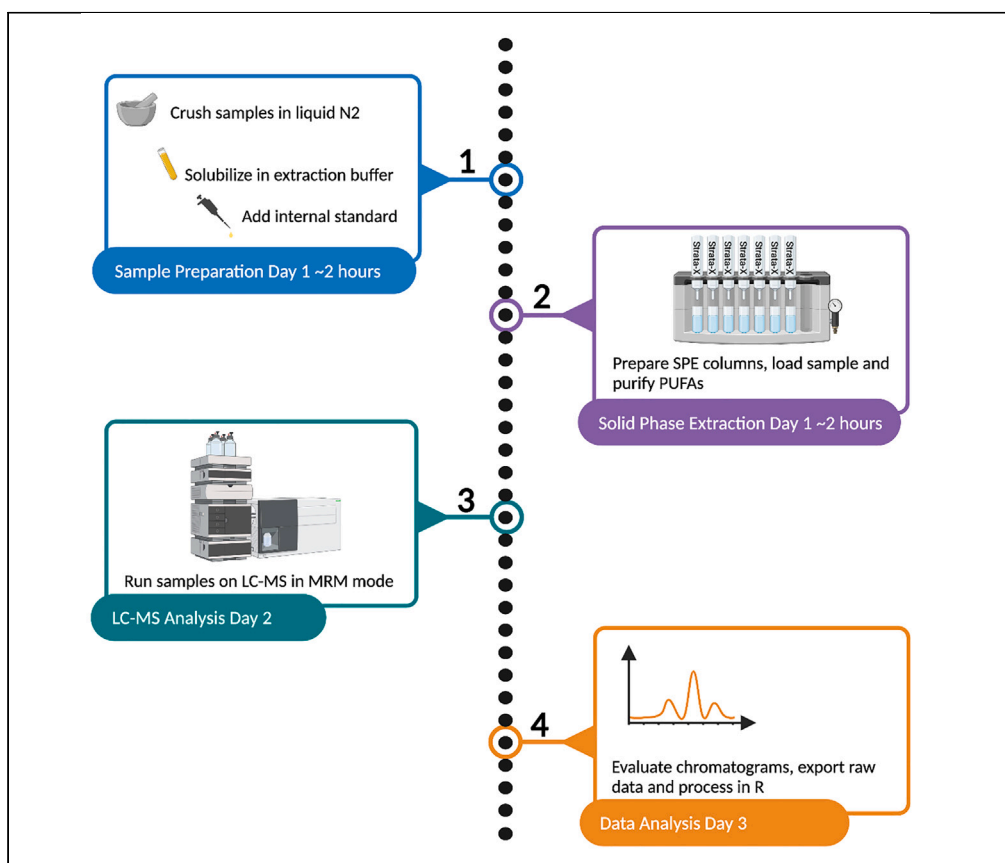 Crush samples in liquid N2
Solubilize in extraction buffer
Add internal standard
1
Sample Preparation Day 1 ~2 hours
2
Strata-X
Strata-X
Strata-X
Strata-X
Strata-X
Strata-X
Strata-X
Prepare SPE columns, load sample and
purify PUFAs
Solid Phase Extraction Day 1 ~2 hours
3
Run samples on LC-MS in MRM mode
LC-MS Analysis Day 2
4
Evaluate chromatograms, export raw
data and process in R
Data Analysis Day 3